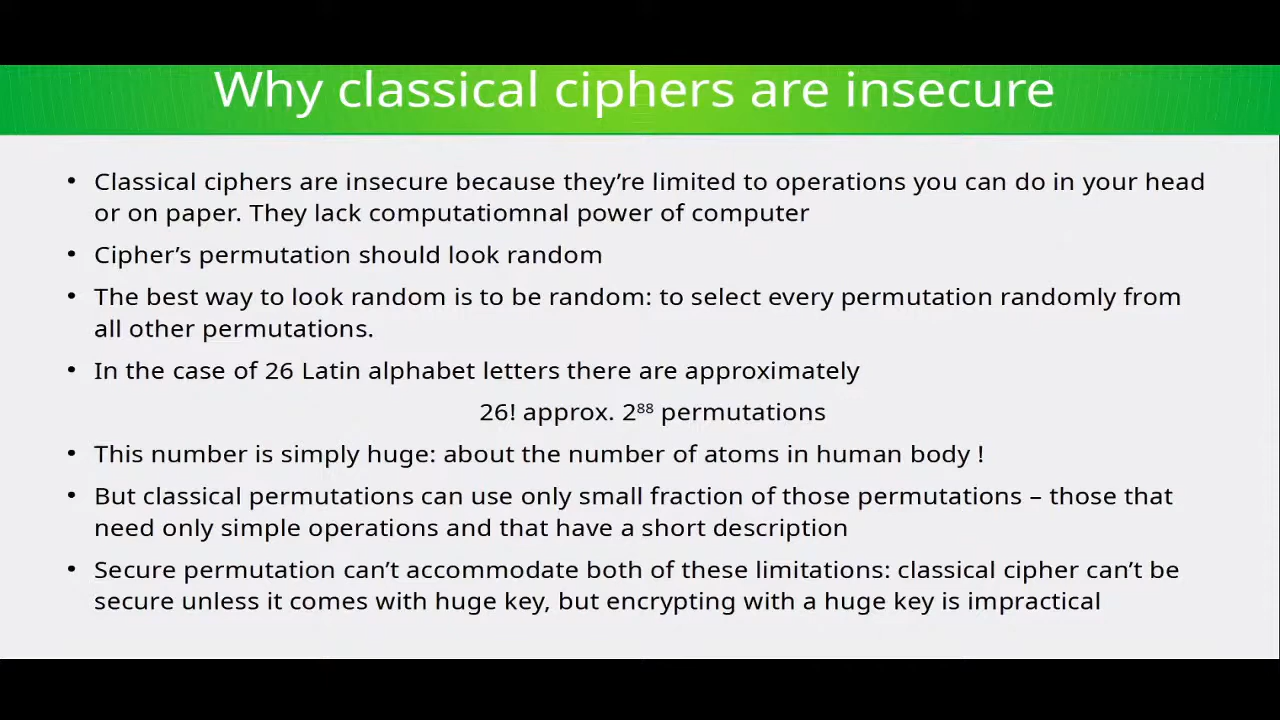 Why classical ciphers are insecure
• Classical ciphers are insecure because they’re limited to operations you can do in your head
or on paper. They lack computatiomnal power of computer
• Cipher’s permutation should look random
• The best way to look random is to be random: to select every permutation randomly from
all other permutations.
• In the case of 26 Latin alphabet letters there are approximately
26! approx. 2⁸⁸ permutations
• This number is simply huge: about the number of atoms in human body !
• But classical permutations can use only small fraction of those permutations – those that
need only simple operations and that have a short description
• Secure permutation can’t accommodate both of these limitations: classical cipher can’t be
secure unless it comes with huge key, but encrypting with a huge key is impractical